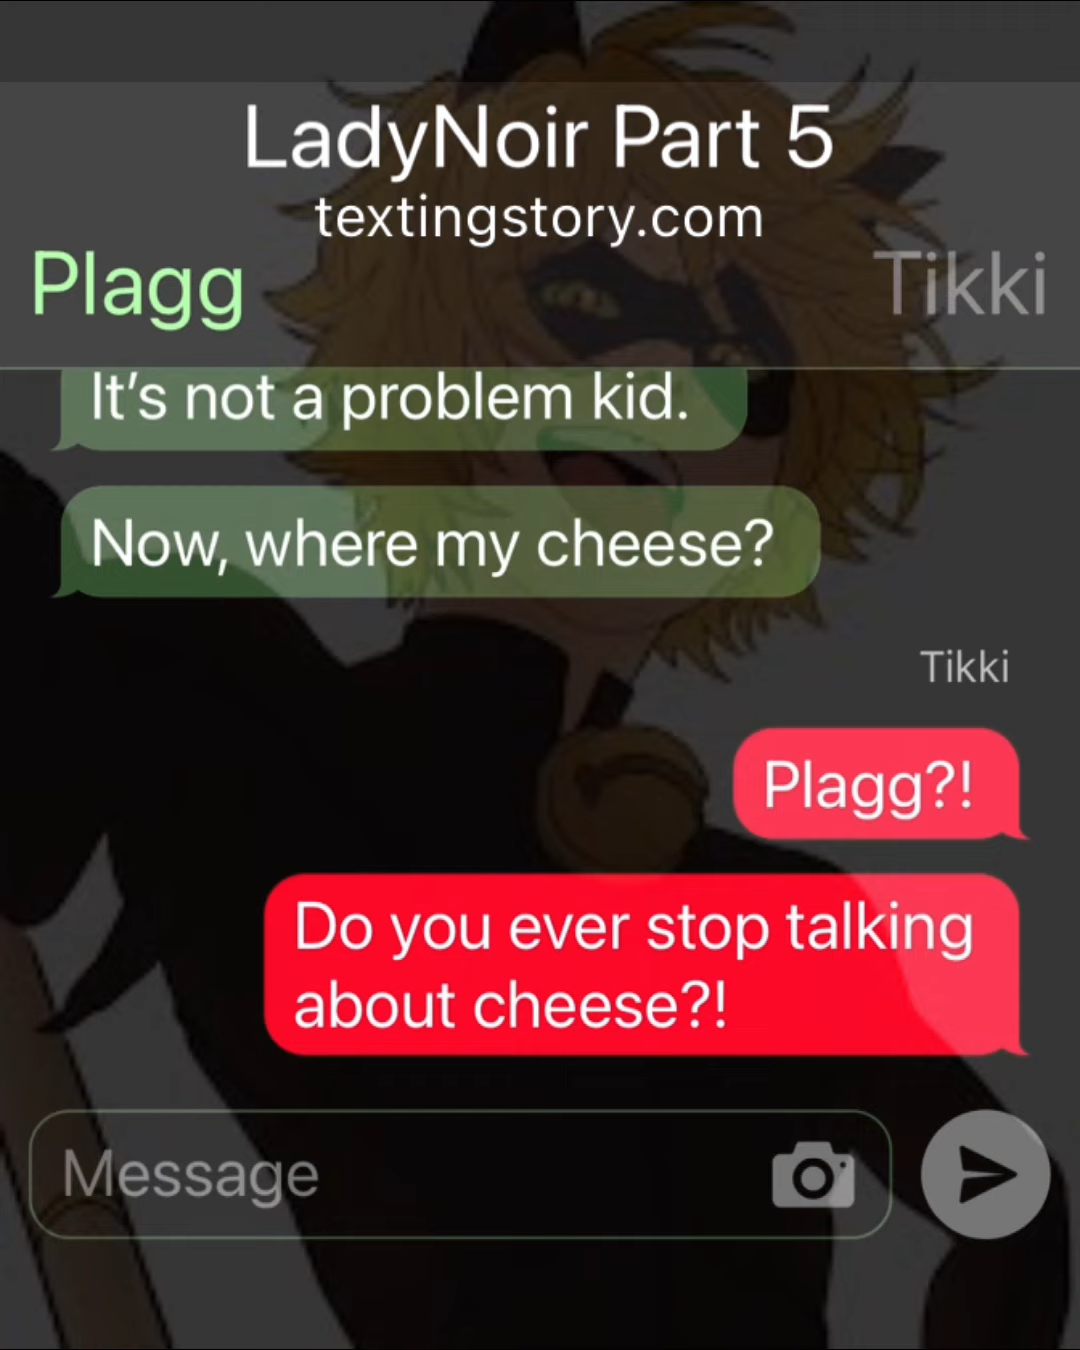 LadyNoir Part 5
textingstory.com
Plagg
Tikki
It’s not a problem kid.
Now, where my cheese?
Tikki
Plagg?!
Do you ever stop talking
about cheese?!
Message